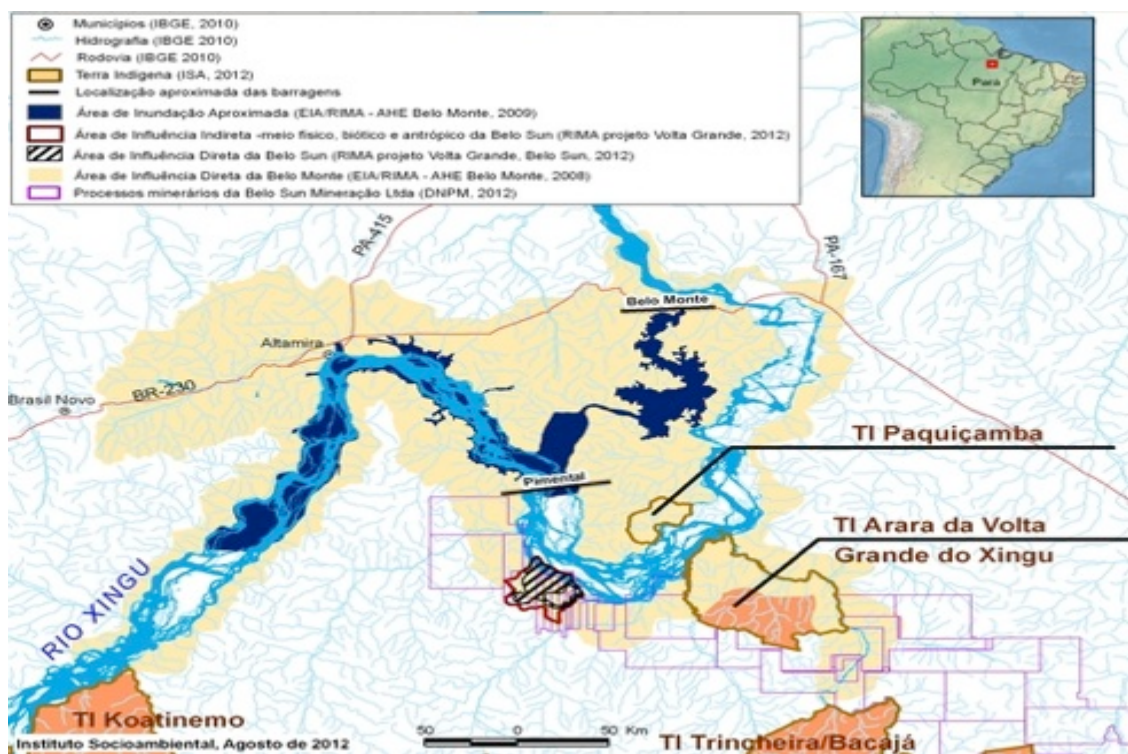 Municípios (IBGE, 2010)
Hidrografia (IBGE 2010)
Rodovia (IBGE 2010)
Terra Indígena (ISA, 2012)
Localização aproximada das barragens
Área de Inundação Aproximada (EIA/RIMA - AHE Belo Monte, 2009)
Área de Influência Indireta -meio físico, biótico e antrópico da Belo Sun (RIMA projeto Volta Grande, 2012)
Área de Influência Direta da Belo Sun (RIMA projeto Volta Grande, Belo Sun, 2012)
Área de Influência Direta da Belo Monte (EIA/RIMA - AHE Belo Monte, 2008)
Processos minerários da Belo Sun Mineração Ltda (DNPM, 2012)
Pará
PA-415
PA-167
Belo Monte
Altamira
BR-230
Brasil Novo
TI Paquiçamba
Pimental
TI Arara da Volta
Grande do Xingu
RIO XINGU
TI Koatinemo
50 0 50 Km
TI Trincheira/Bacajá
Instituto Socioambiental, Agosto de 2012